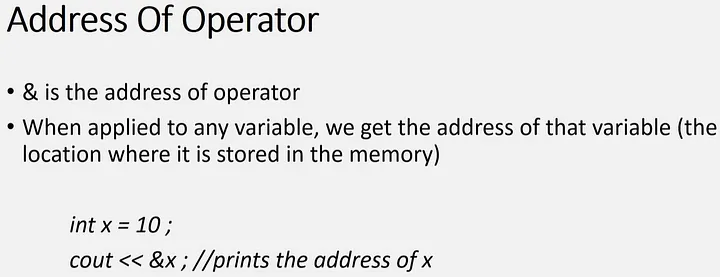 Address Of Operator
• & is the address of operator
• When applied to any variable, we get the address of that variable (the
location where it is stored in the memory)
int x = 10 ;
cout << &x ; //prints the address of x